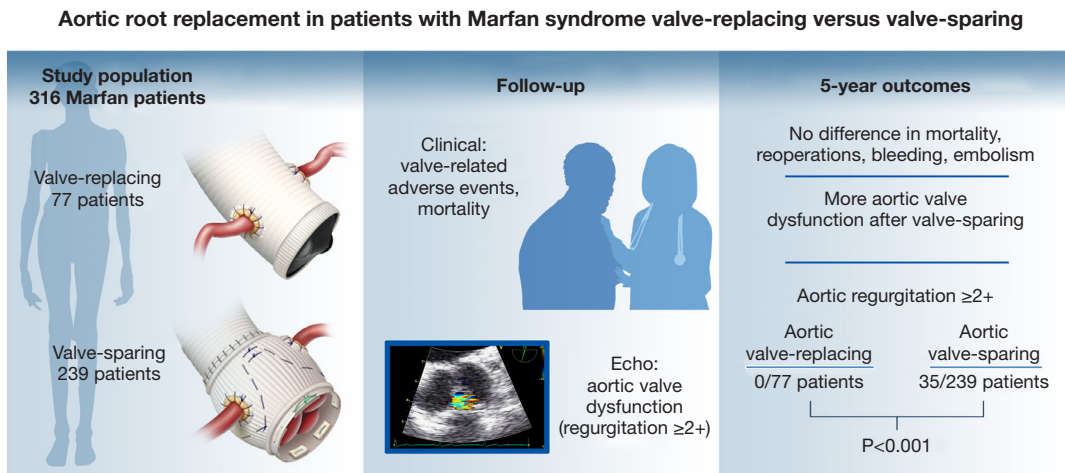 Aortic root replacement in patients with Marfan syndrome valve-replacing versus valve-sparing
Study population
316 Marfan patients
Valve-replacing
77 patients
Valve-sparing
239 patients
Follow-up
Clinical:
valve-related
adverse events,
mortality
Echo:
aortic valve
dysfunction
(regurgitation ≥2+)
5-year outcomes
No difference in mortality,
reoperations, bleeding, embolism
More aortic valve
dysfunction after valve-sparing
Aortic regurgitation ≥2+
Aortic
valve-replacing
0/77 patients
Aortic
valve-sparing
35/239 patients
P<0.001